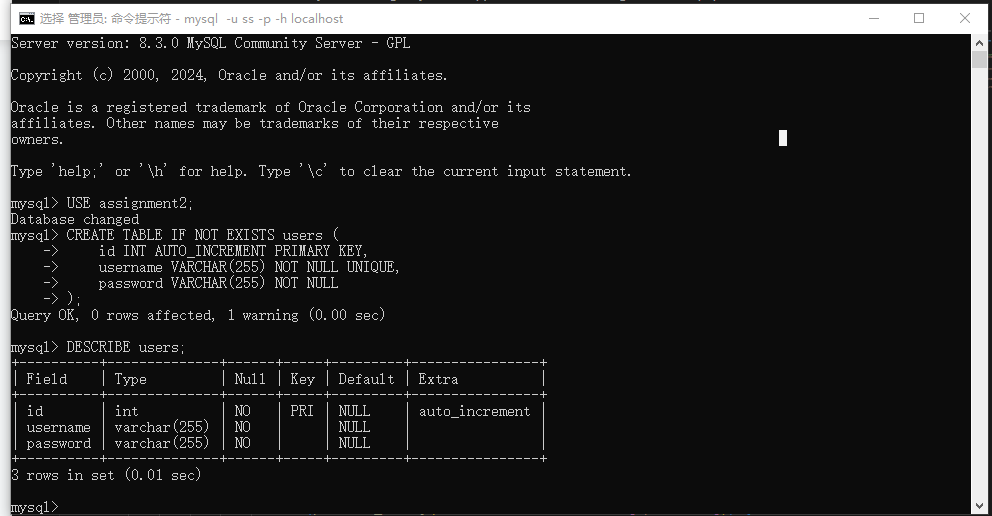 选择 管理员: 命令提示符 - mysql  -u ss -p -h localhost
Server version: 8.3.0 MySQL Community Server - GPL
Copyright (c) 2000, 2024, Oracle and/or its affiliates.
Oracle is a registered trademark of Oracle Corporation and/or its
affiliates. Other names may be trademarks of their respective
owners.
Type 'help;' or '\h' for help. Type '\c' to clear the current input statement.
mysql> USE assignment2;
Database changed
mysql> CREATE TABLE IF NOT EXISTS users (
    ->     id INT AUTO_INCREMENT PRIMARY KEY,
    ->     username VARCHAR(255) NOT NULL UNIQUE,
    ->     password VARCHAR(255) NOT NULL
    -> );
Query OK, 0 rows affected, 1 warning (0.00 sec)
mysql> DESCRIBE users;
+----------+--------------+------+-----+---------+----------------+
| Field    | Type         | Null | Key | Default | Extra          |
+----------+--------------+------+-----+---------+----------------+
| id       | int          | NO   | PRI | NULL    | auto_increment |
| username | varchar(255) | NO   |     | NULL    |                |
| password | varchar(255) | NO   |     | NULL    |                |
+----------+--------------+------+-----+---------+----------------+
3 rows in set (0.01 sec)
mysql>